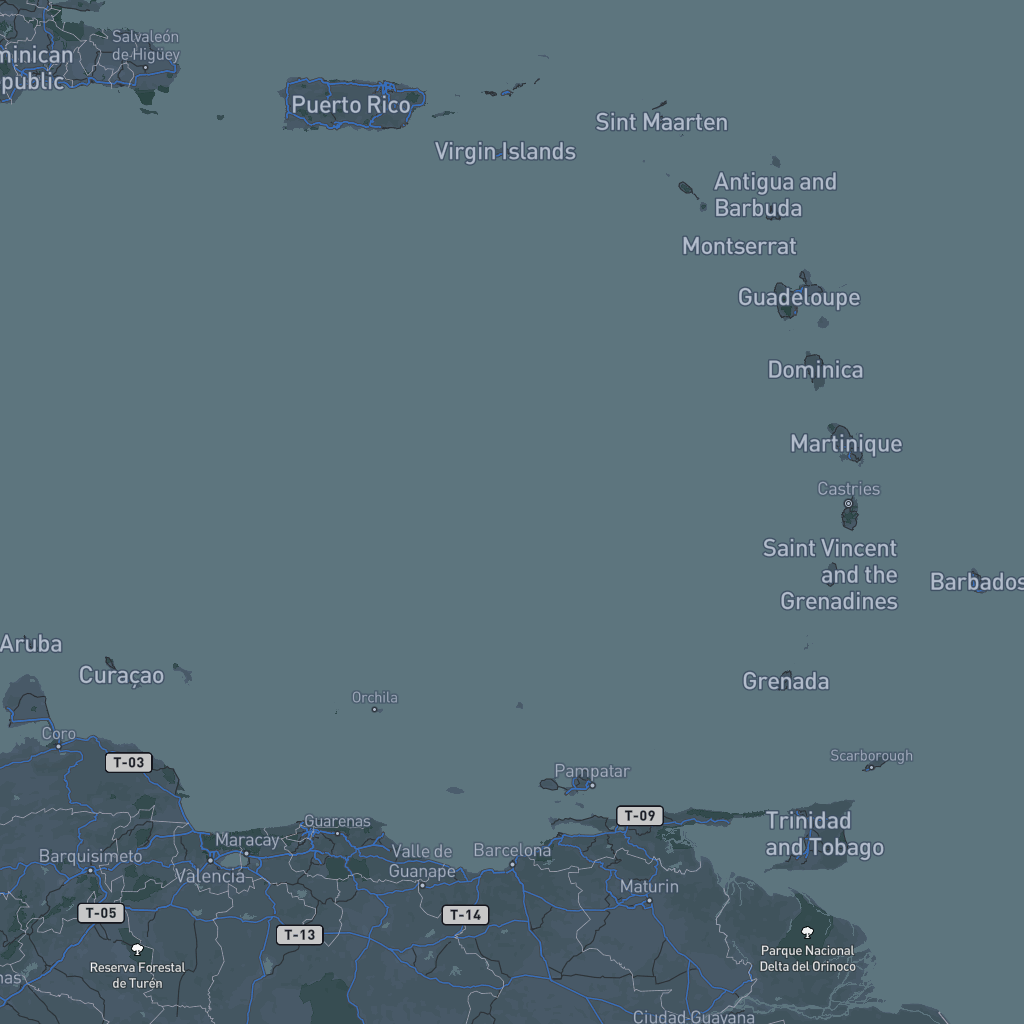 Salvaleón
de Higüey
minican
public
Puerto Rico
Sint Maarten
Virgin Islands
Antigua and
Barbuda
Montserrat
Guadeloupe
Dominica
Martinique
Castries
Saint Vincent
and the
Grenadines
Barbados
Aruba
Curaçao
Grenada
Orchila
Coro
T-03
Scarborough
Pampatar
T-09
Guarenas
Trinidad
and Tobago
Maracay
Valle de
Guanape
Barcelona
Barquisimeto
Valencia
Maturin
T-05
T-14
T-13
Parque Nacional
Delta del Orinoco
Reserva Forestal
de Turén
nas
Ciudad Guayana